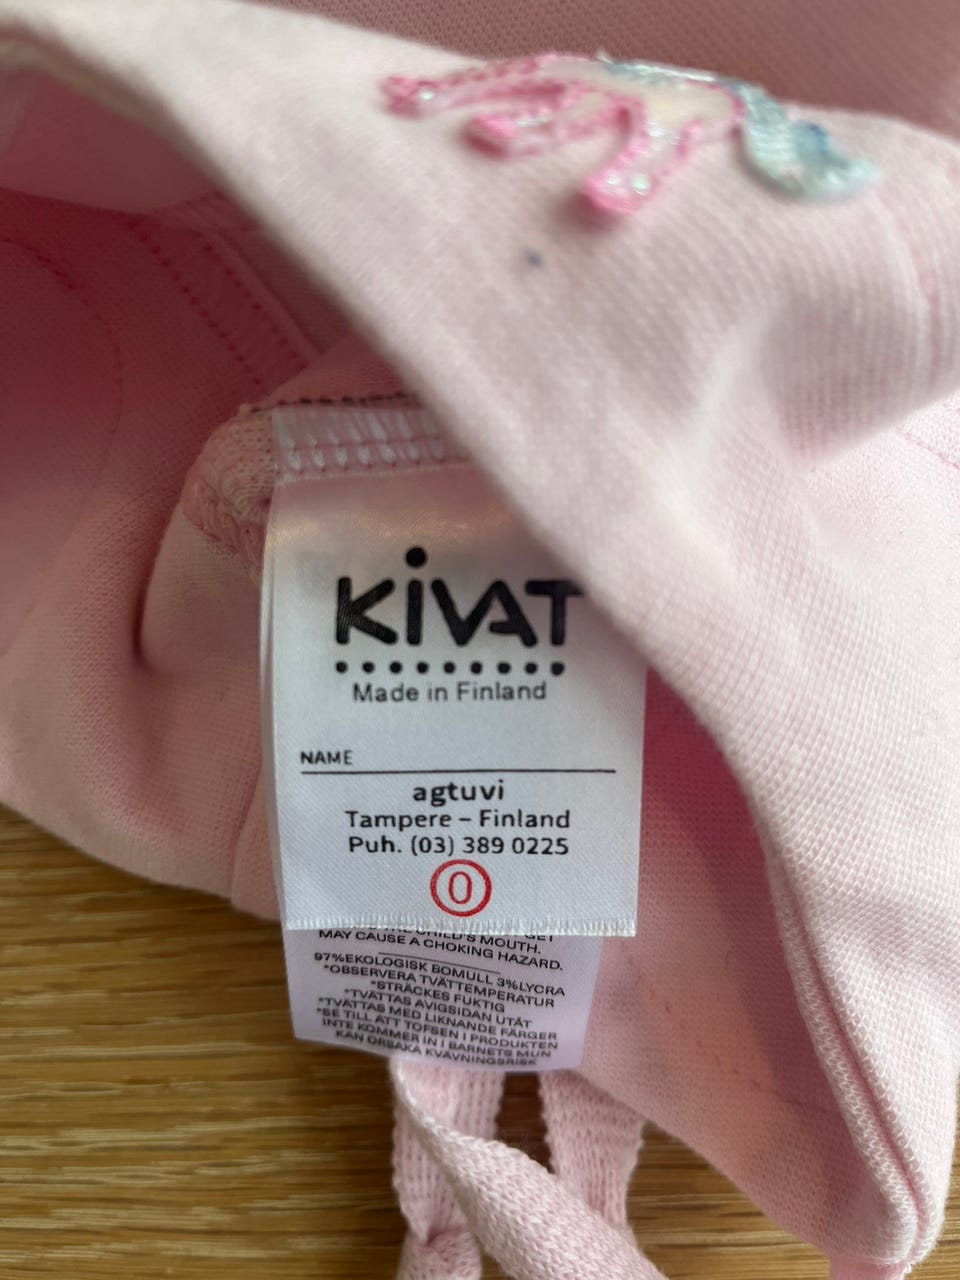 KiVAT
Made in Finland
NAME
agtuvi
Tampere – Finland
Puh. (03) 389 0225
0
CHILD'S MOUTH.
MAY CAUSE A CHOKING HAZARD.
97%EKOLOGISK BOMULL 3%LYCRA
*OBSERVERA TVÄTTEMPERATUR
*STRÄCKES FUKTIG
*TVÄTTAS AVIGSIDAN UTÅT
*TVÄTTAS MED LIKNANDE FÄRGER
*SE TILL ATT TOFSEN I PRODUKTEN
INTE KOMMER IN I BARNETS MUN
KAN ORSAKA KVÄVNINGSRISK